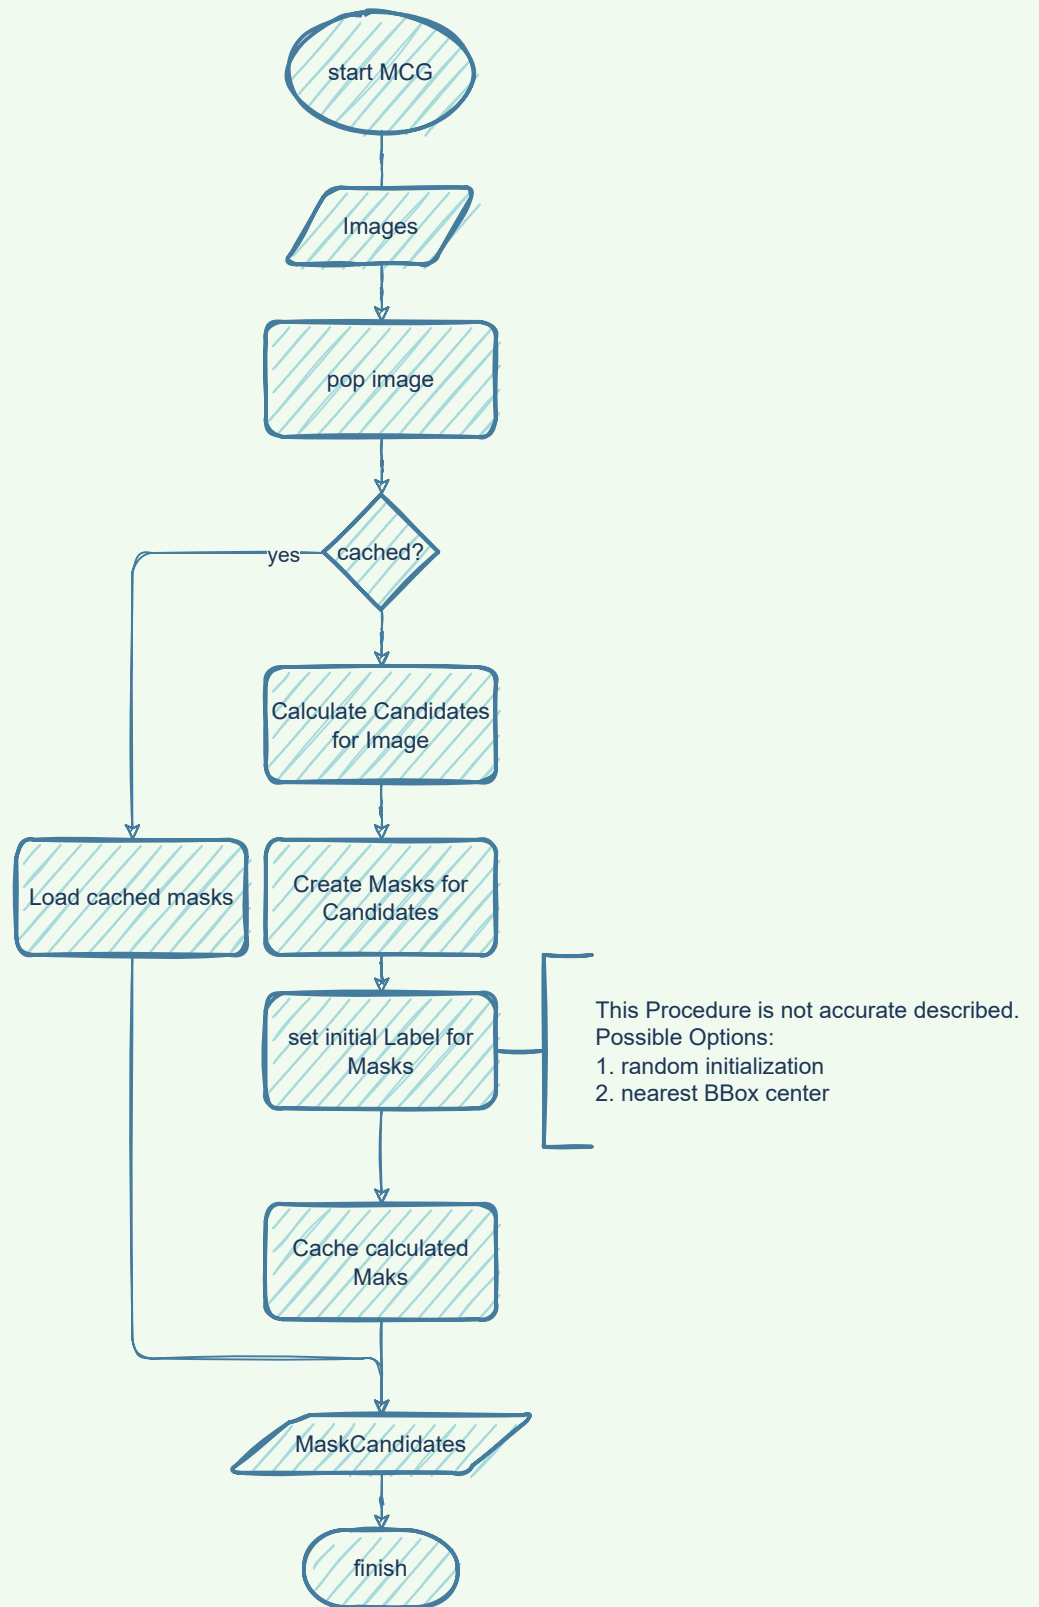 start MCG
Images
pop image
cached?
yes
Calculate Candidates
for Image
Load cached masks
Create Masks for
Candidates
set initial Label for
Masks
This Procedure is not accurate described.
Possible Options:
1. random initialization
2. nearest BBox center
Cache calculated
Maks
MaskCandidates
finish